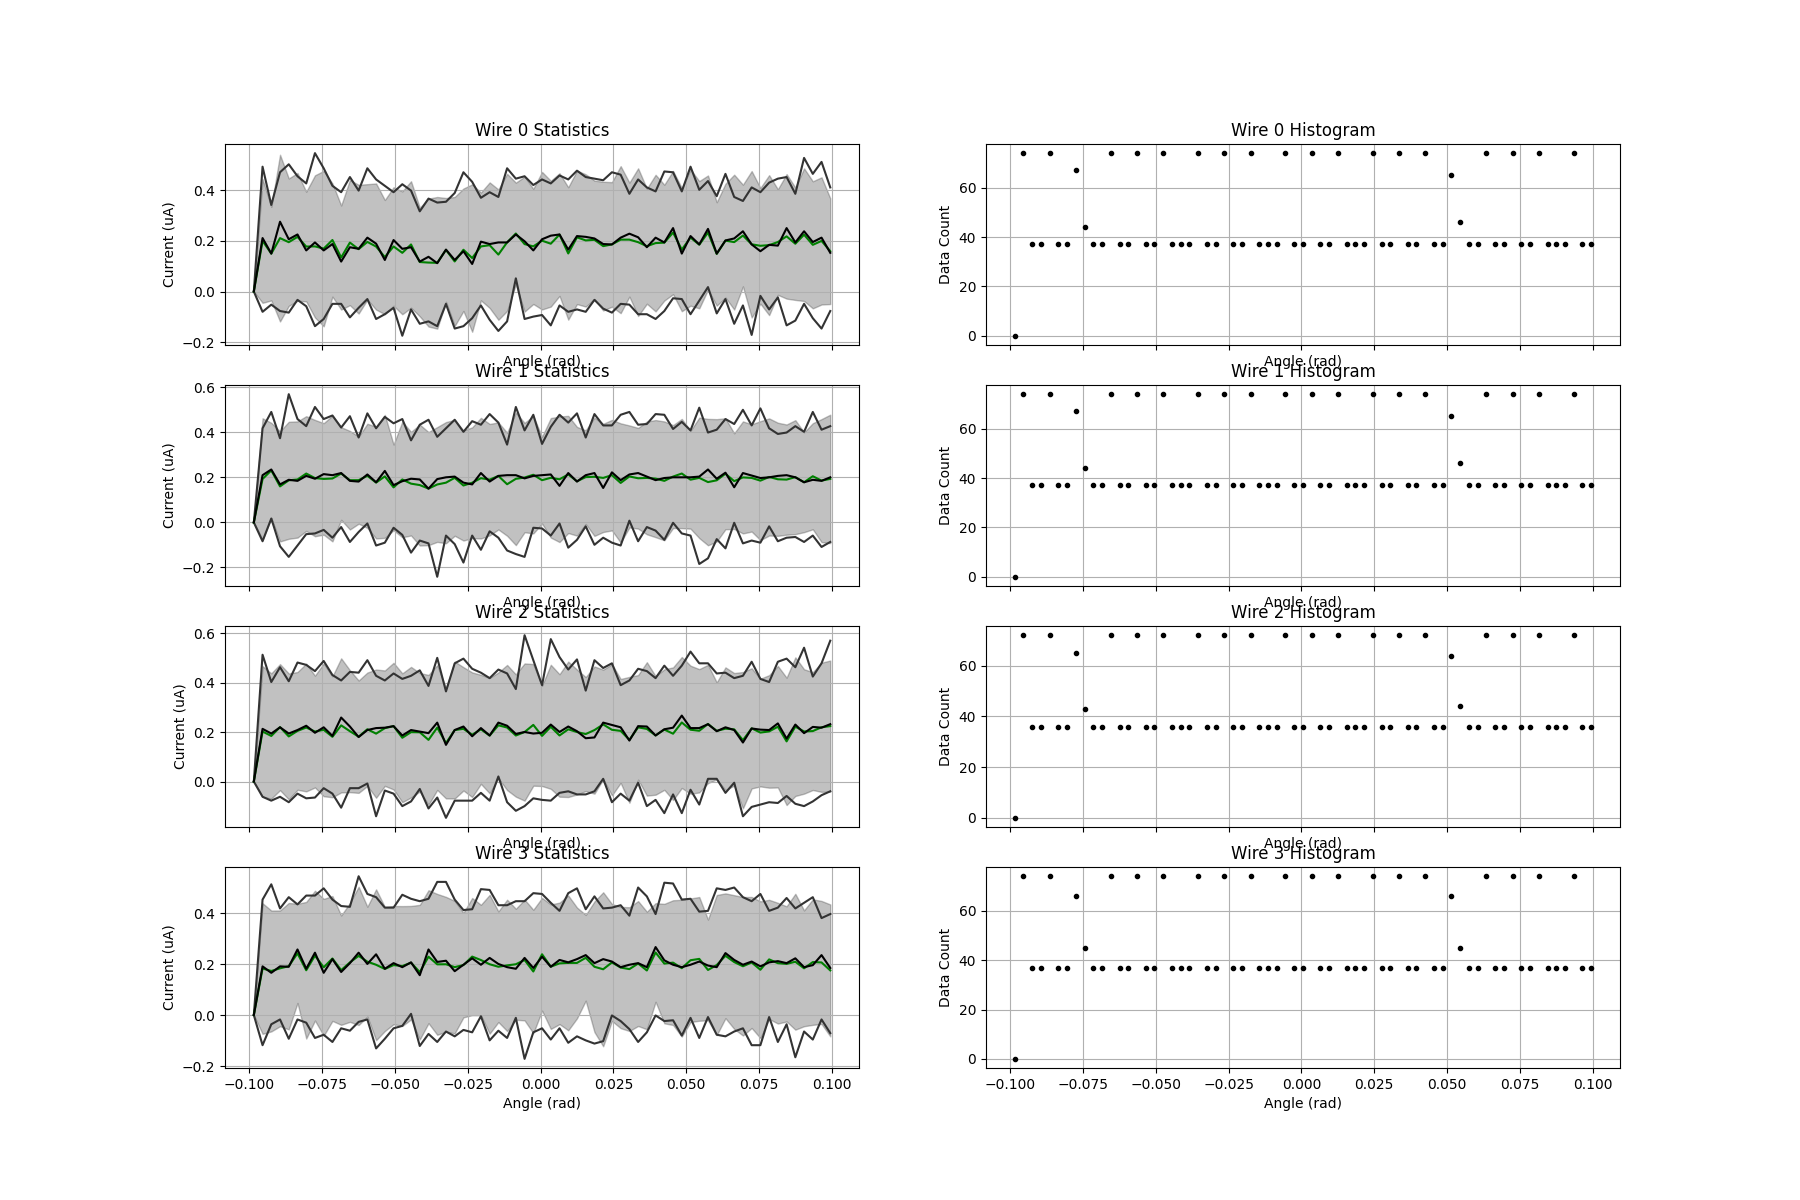 Wire 0 Statistics
Current (uA)
0.4
0.2
0.0
−0.2
Angle (rad)
Wire 0 Histogram
Data Count
60
40
20
0
Angle (rad)
Wire 1 Statistics
Current (uA)
0.6
0.4
0.2
0.0
−0.2
Angle (rad)
Wire 1 Histogram
Data Count
60
40
20
0
Angle (rad)
Wire 2 Statistics
Current (uA)
0.6
0.4
0.2
0.0
Angle (rad)
Wire 2 Histogram
Data Count
60
40
20
0
Angle (rad)
Wire 3 Statistics
Current (uA)
0.4
0.2
0.0
−0.2
−0.100 −0.075 −0.050 −0.025 0.000 0.025 0.050 0.075 0.100
Angle (rad)
Wire 3 Histogram
Data Count
60
40
20
0
−0.100 −0.075 −0.050 −0.025 0.000 0.025 0.050 0.075 0.100
Angle (rad)